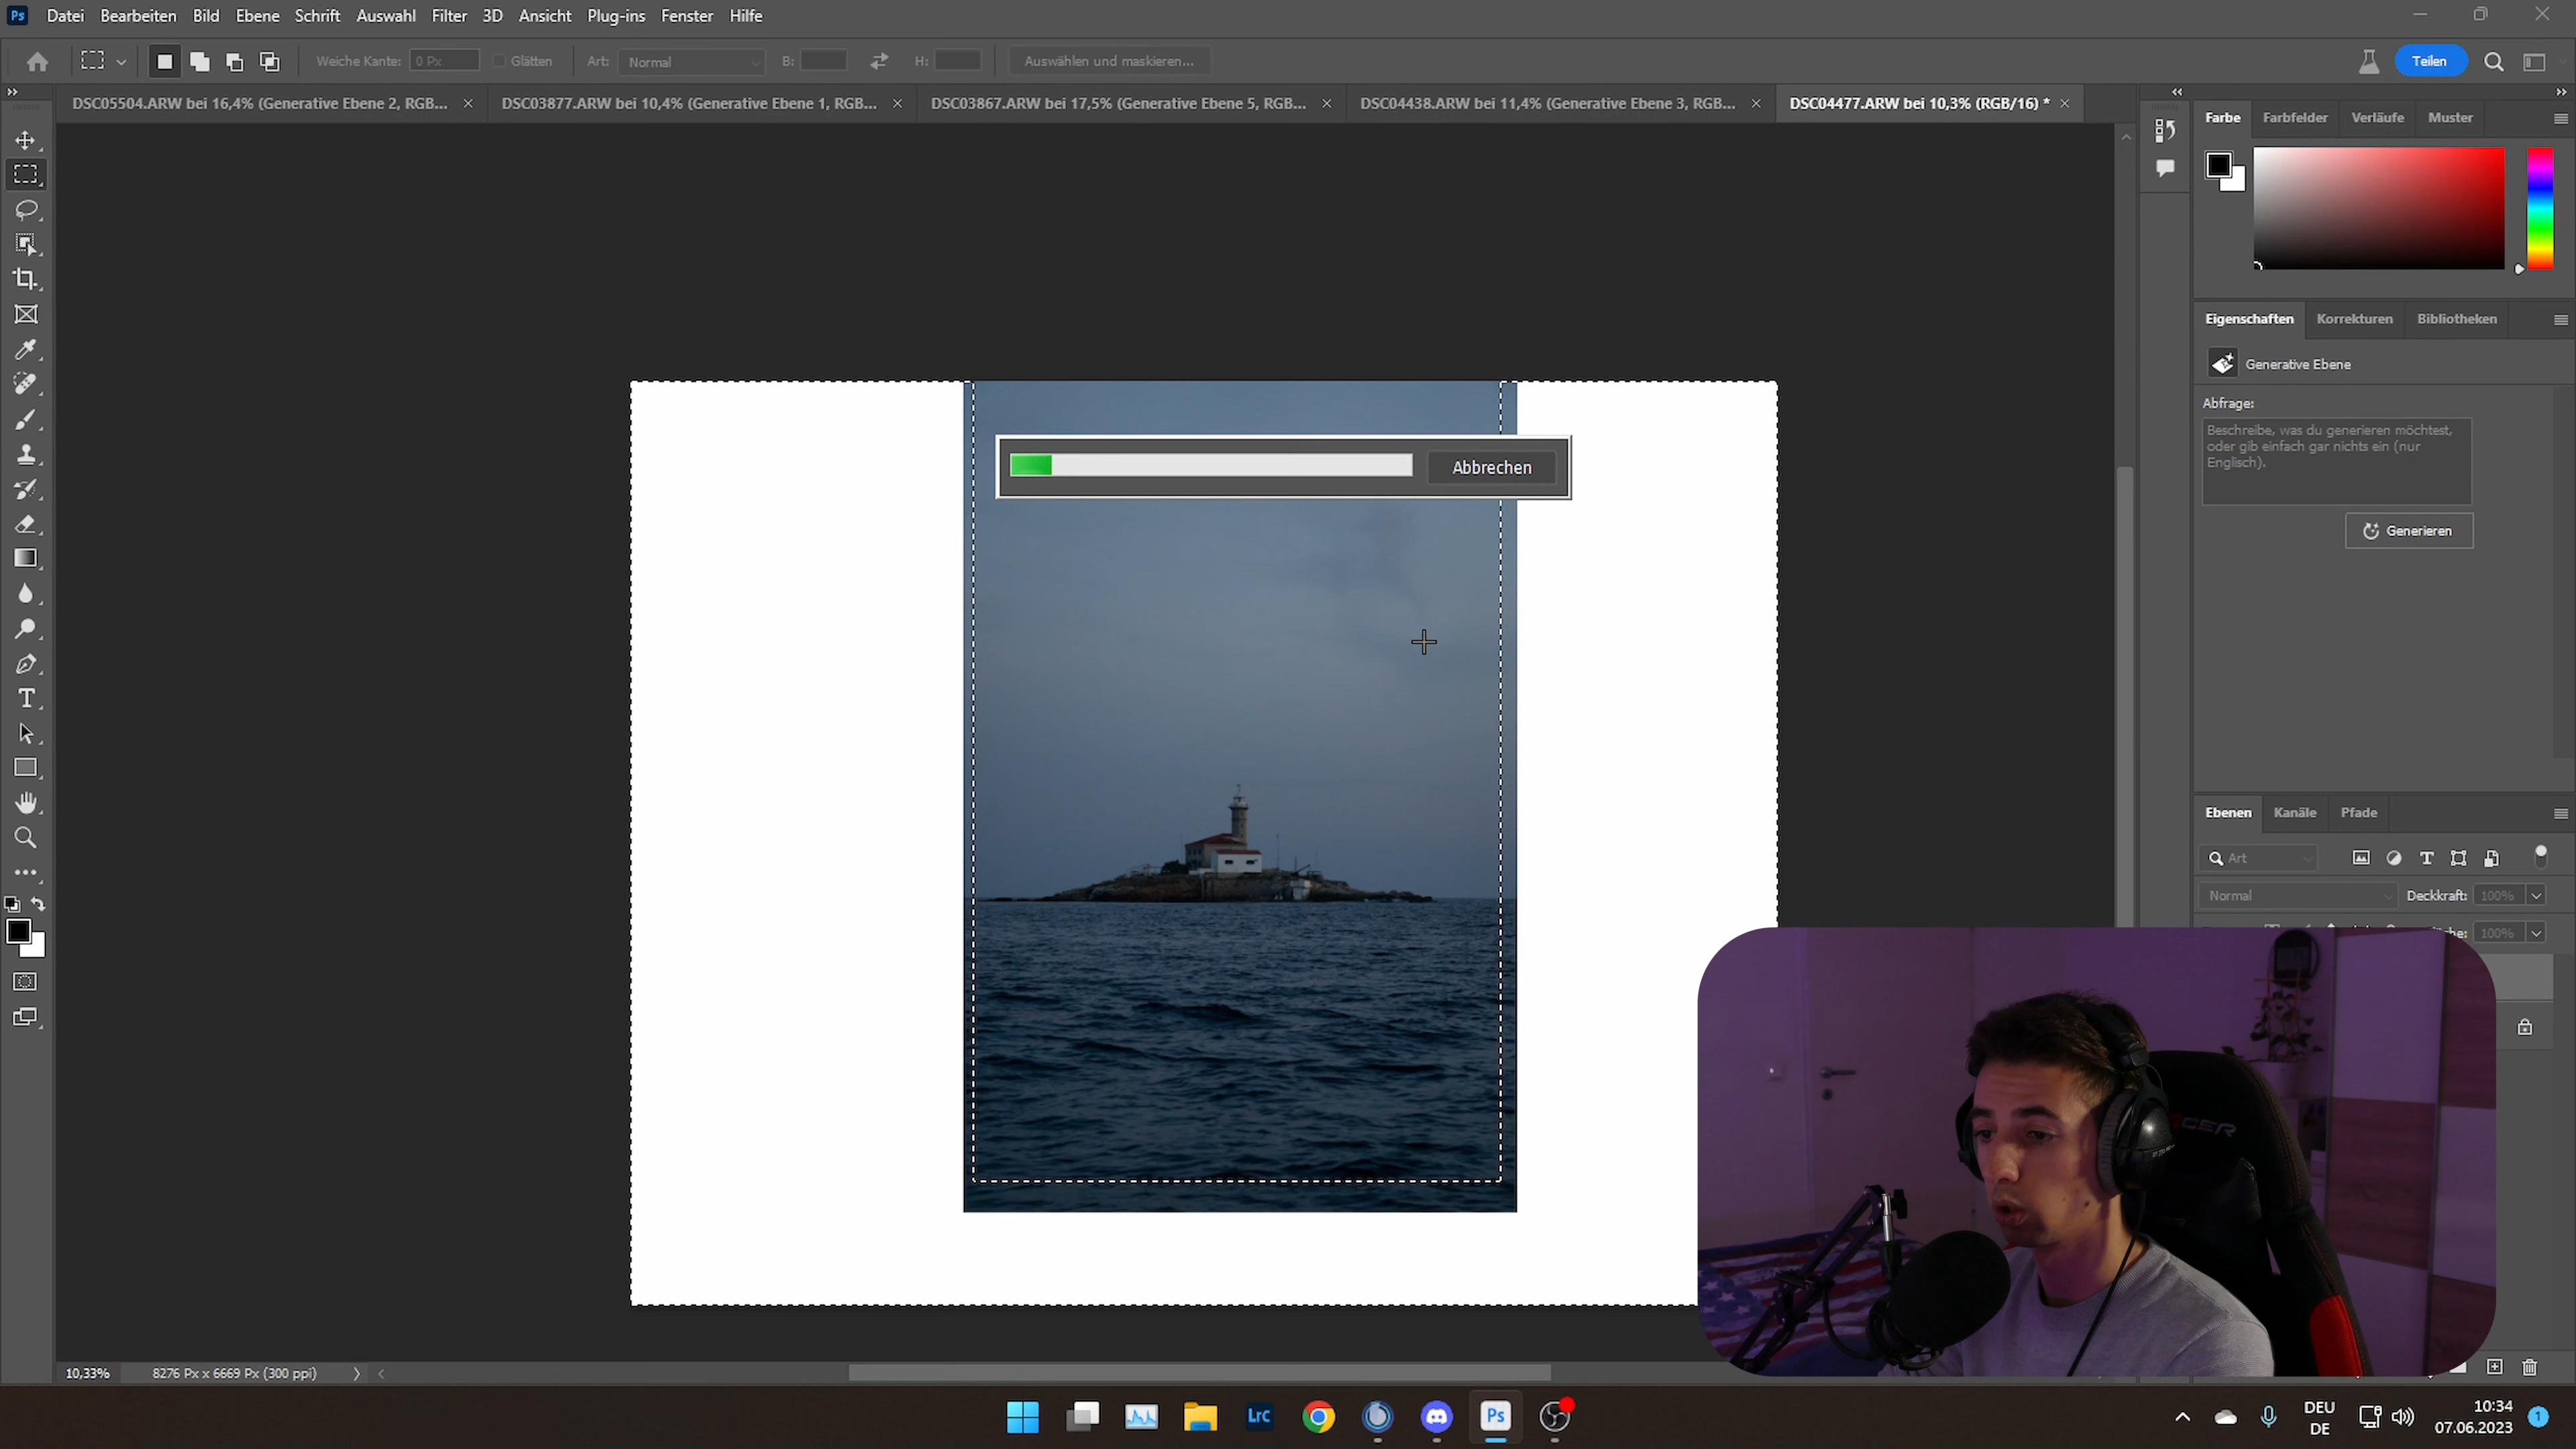 Ps Datei Bearbeiten Bild Ebene Schrift Auswahl Filter 3D Ansicht Plug-ins Fenster Hilfe
Weiche Kante: 0 Px Glätten Art: Normal B: H: Auswählen und maskieren... Teilen
DSC05504.ARW bei 16,4% (Generative Ebene 2, RGB... DSC03877.ARW bei 10,4% (Generative Ebene 1, RGB... DSC03867.ARW bei 17,5% (Generative Ebene 5, RGB... DSC04438.ARW bei 11,4% (Generative Ebene 3, RGB... DSC04477.ARW bei 10,3% (RGB/16) *
Farbe Farbfelder Verläufe Muster
Eigenschaften Korrekturen Bibliotheken
Generative Ebene
Abfrage:
Beschreibe, was du generieren möchtest,
oder gib einfach gar nichts ein (nur
Englisch).
Generieren
Abbrechen
Ebenen Kanäle Pfade
Art
Normal Deckkraft: 100%
100%
10,33% 8276 Px x 6669 Px (300 ppi)
Lrc Ps
DEU
DE
10:34
07.06.2023
1